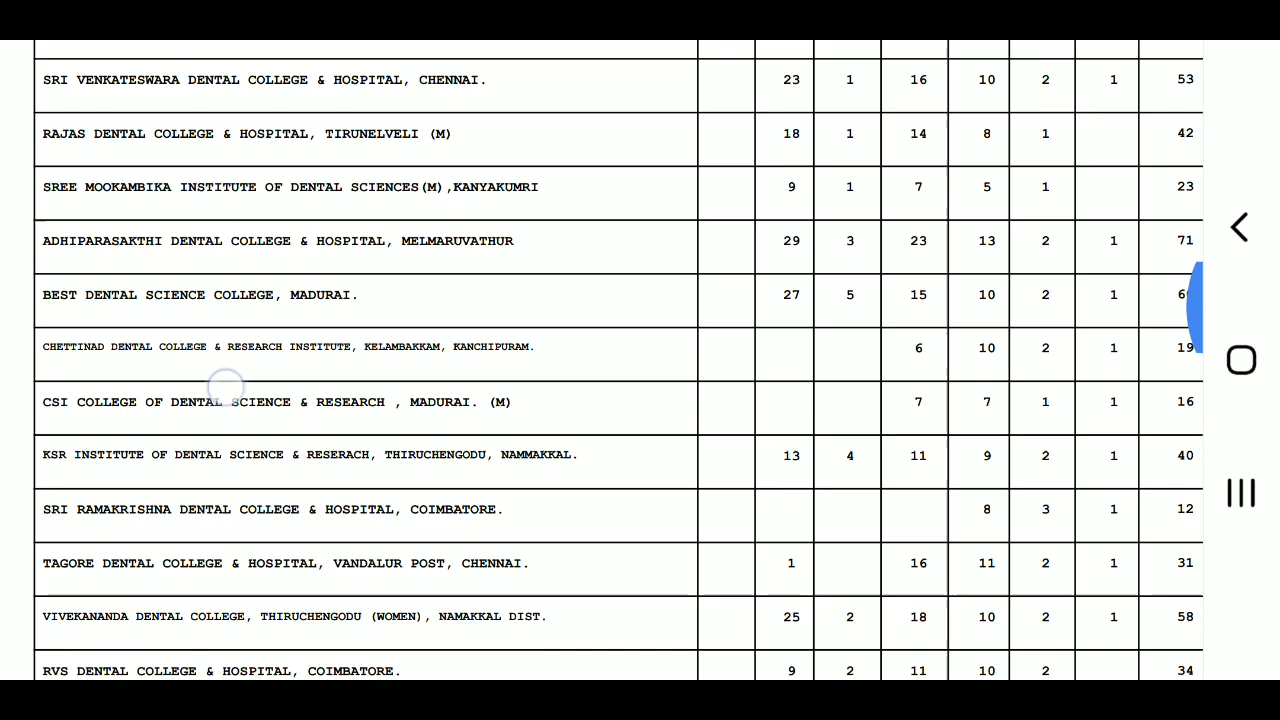 SRI VENKATESWARA DENTAL COLLEGE & HOSPITAL, CHENNAI. 23 1 16 10 2 1 53
RAJAS DENTAL COLLEGE & HOSPITAL, TIRUNELVELI (M) 18 1 14 8 1 42
SREE MOOKAMBIKA INSTITUTE OF DENTAL SCIENCES(M),KANYAKUMRI 9 1 7 5 1 23
ADHIPARASAKTHI DENTAL COLLEGE & HOSPITAL, MELMARUVATHUR 29 3 23 13 2 1 71
BEST DENTAL SCIENCE COLLEGE, MADURAI. 27 5 15 10 2 1
CHETTINAD DENTAL COLLEGE & RESEARCH INSTITUTE, KELAMBAKKAM, KANCHIPURAM. 6 10 2 1 19
CSI COLLEGE OF DENTAL SCIENCE & RESEARCH , MADURAI. (M) 7 7 1 1 16
KSR INSTITUTE OF DENTAL SCIENCE & RESERACH, THIRUCHENGODU, NAMMAKKAL. 13 4 11 9 2 1 40
SRI RAMAKRISHNA DENTAL COLLEGE & HOSPITAL, COIMBATORE. 8 3 1 12
TAGORE DENTAL COLLEGE & HOSPITAL, VANDALUR POST, CHENNAI. 1 16 11 2 1 31
VIVEKANANDA DENTAL COLLEGE, THIRUCHENGODU (WOMEN), NAMAKKAL DIST. 25 2 18 10 2 1 58
RVS DENTAL COLLEGE & HOSPITAL, COIMBATORE. 9 2 11 10 2 34